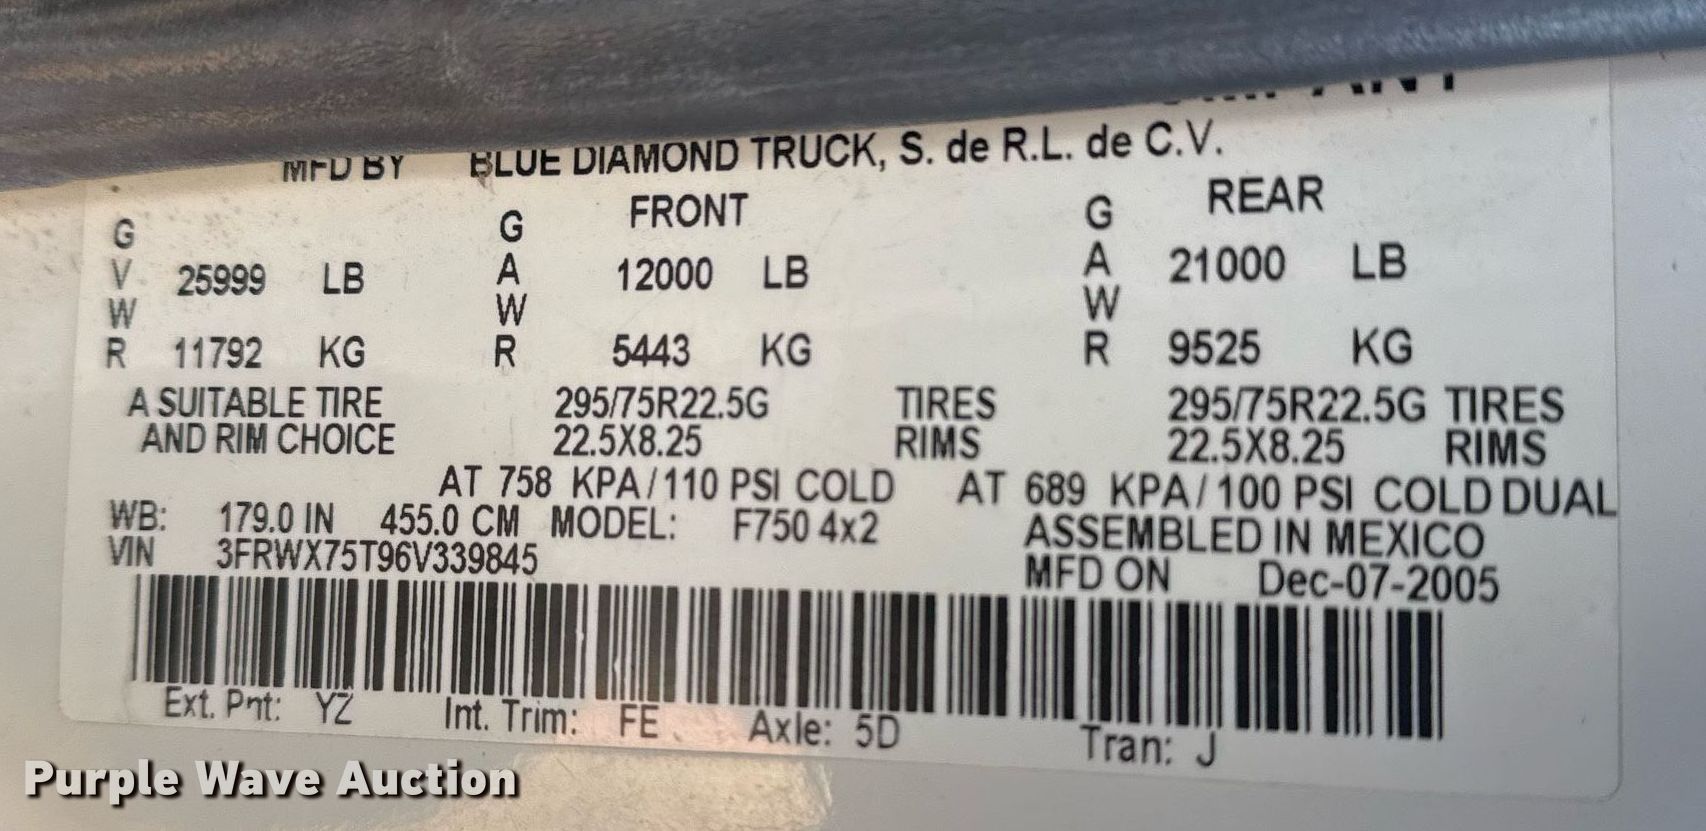 MFD BY BLUE DIAMOND TRUCK, S. de R.L. de C.V.
FRONT REAR
GVWR 25999 LB GAWR 12000 LB GAWR 21000 LB
11792 KG 5443 KG 9525 KG
A SUITABLE TIRE 295/75R22.5G TIRES 295/75R22.5G TIRES
AND RIM CHOICE 22.5X8.25 RIMS 22.5X8.25 RIMS
AT 758 KPA/110 PSI COLD AT 689 KPA/100 PSI COLD DUAL
WB: 179.0 IN 455.0 CM MODEL: F750 4x2 ASSEMBLED IN MEXICO
VIN 3FRWX75T96V339845 MFD ON Dec-07-2005
Ext. Pnt: YZ Int. Trim: FE Axle: 5D Tran: J
Purple Wave Auction